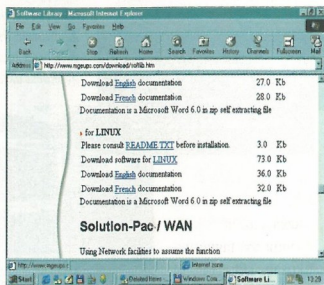 Software Library - Microsoft Internet Explorer
File Edit View Go Favorites Help
Back Stop Refresh Home Search Favorites History Channels Fullscreen Mail
Address http://www.mgeups.com/download/softlib.htm
Download English documentation 27.0 Kb
Download French documentation 28.0 Kb
Documentation is a Microsoft Word 6.0 in zip self extracting file
for LINUX
Please consult README.TXT before installation. 3.0 Kb
Download software for LINUX 73.0 Kb
Download English documentation 36.0 Kb
Download French documentation 32.0 Kb
Documentation is a Microsoft Word 6.0 in zip self extracting file
Solution-Pac / WAN
Using Network facilities to assume the function
Internet zone
Start Deleted Items - Windows Com... Software Li... 13:29